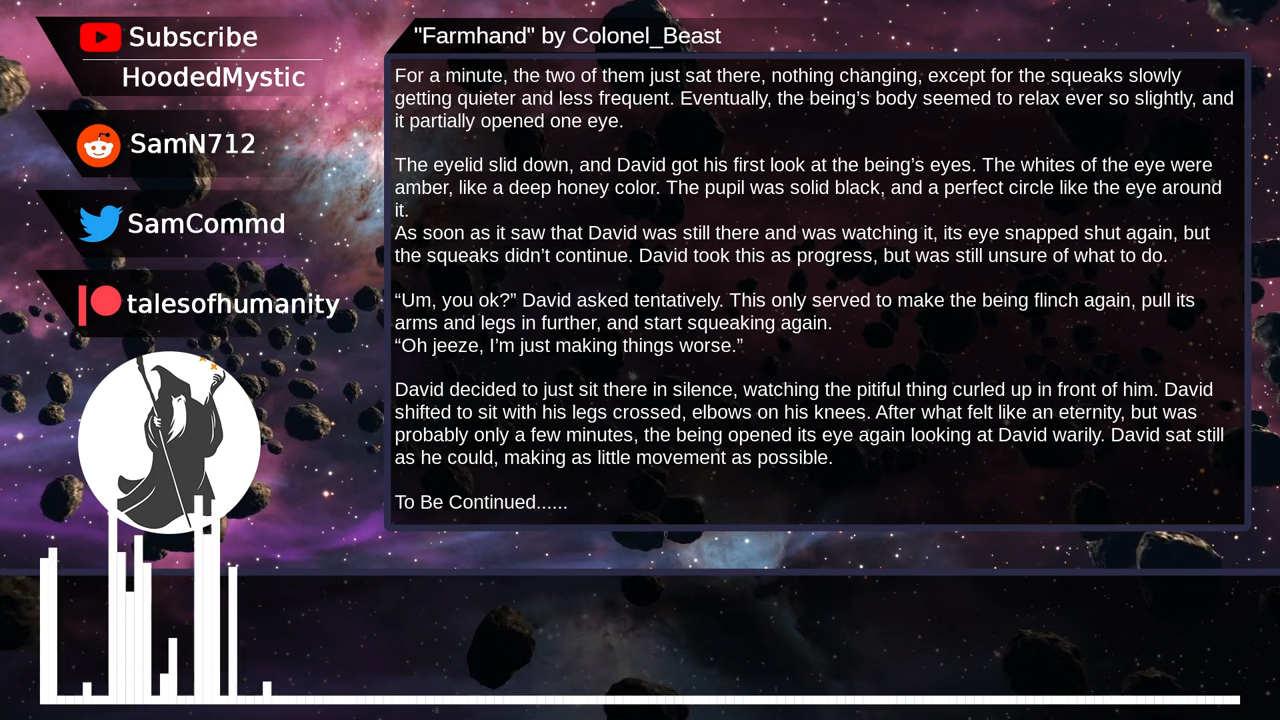 Subscribe
HoodedMystic
SamN712
SamCommd
talesofhumanity
"Farmhand" by Colonel_Beast
For a minute, the two of them just sat there, nothing changing, except for the squeaks slowly
getting quieter and less frequent. Eventually, the being’s body seemed to relax ever so slightly, and
it partially opened one eye.
The eyelid slid down, and David got his first look at the being’s eyes. The whites of the eye were
amber, like a deep honey color. The pupil was solid black, and a perfect circle like the eye around
it.
As soon as it saw that David was still there and was watching it, its eye snapped shut again, but
the squeaks didn’t continue. David took this as progress, but was still unsure of what to do.
“Um, you ok?” David asked tentatively. This only served to make the being flinch again, pull its
arms and legs in further, and start squeaking again.
“Oh jeeze, I’m just making things worse.”
David decided to just sit there in silence, watching the pitiful thing curled up in front of him. David
shifted to sit with his legs crossed, elbows on his knees. After what felt like an eternity, but was
probably only a few minutes, the being opened its eye again looking at David warily. David sat still
as he could, making as little movement as possible.
To Be Continued......